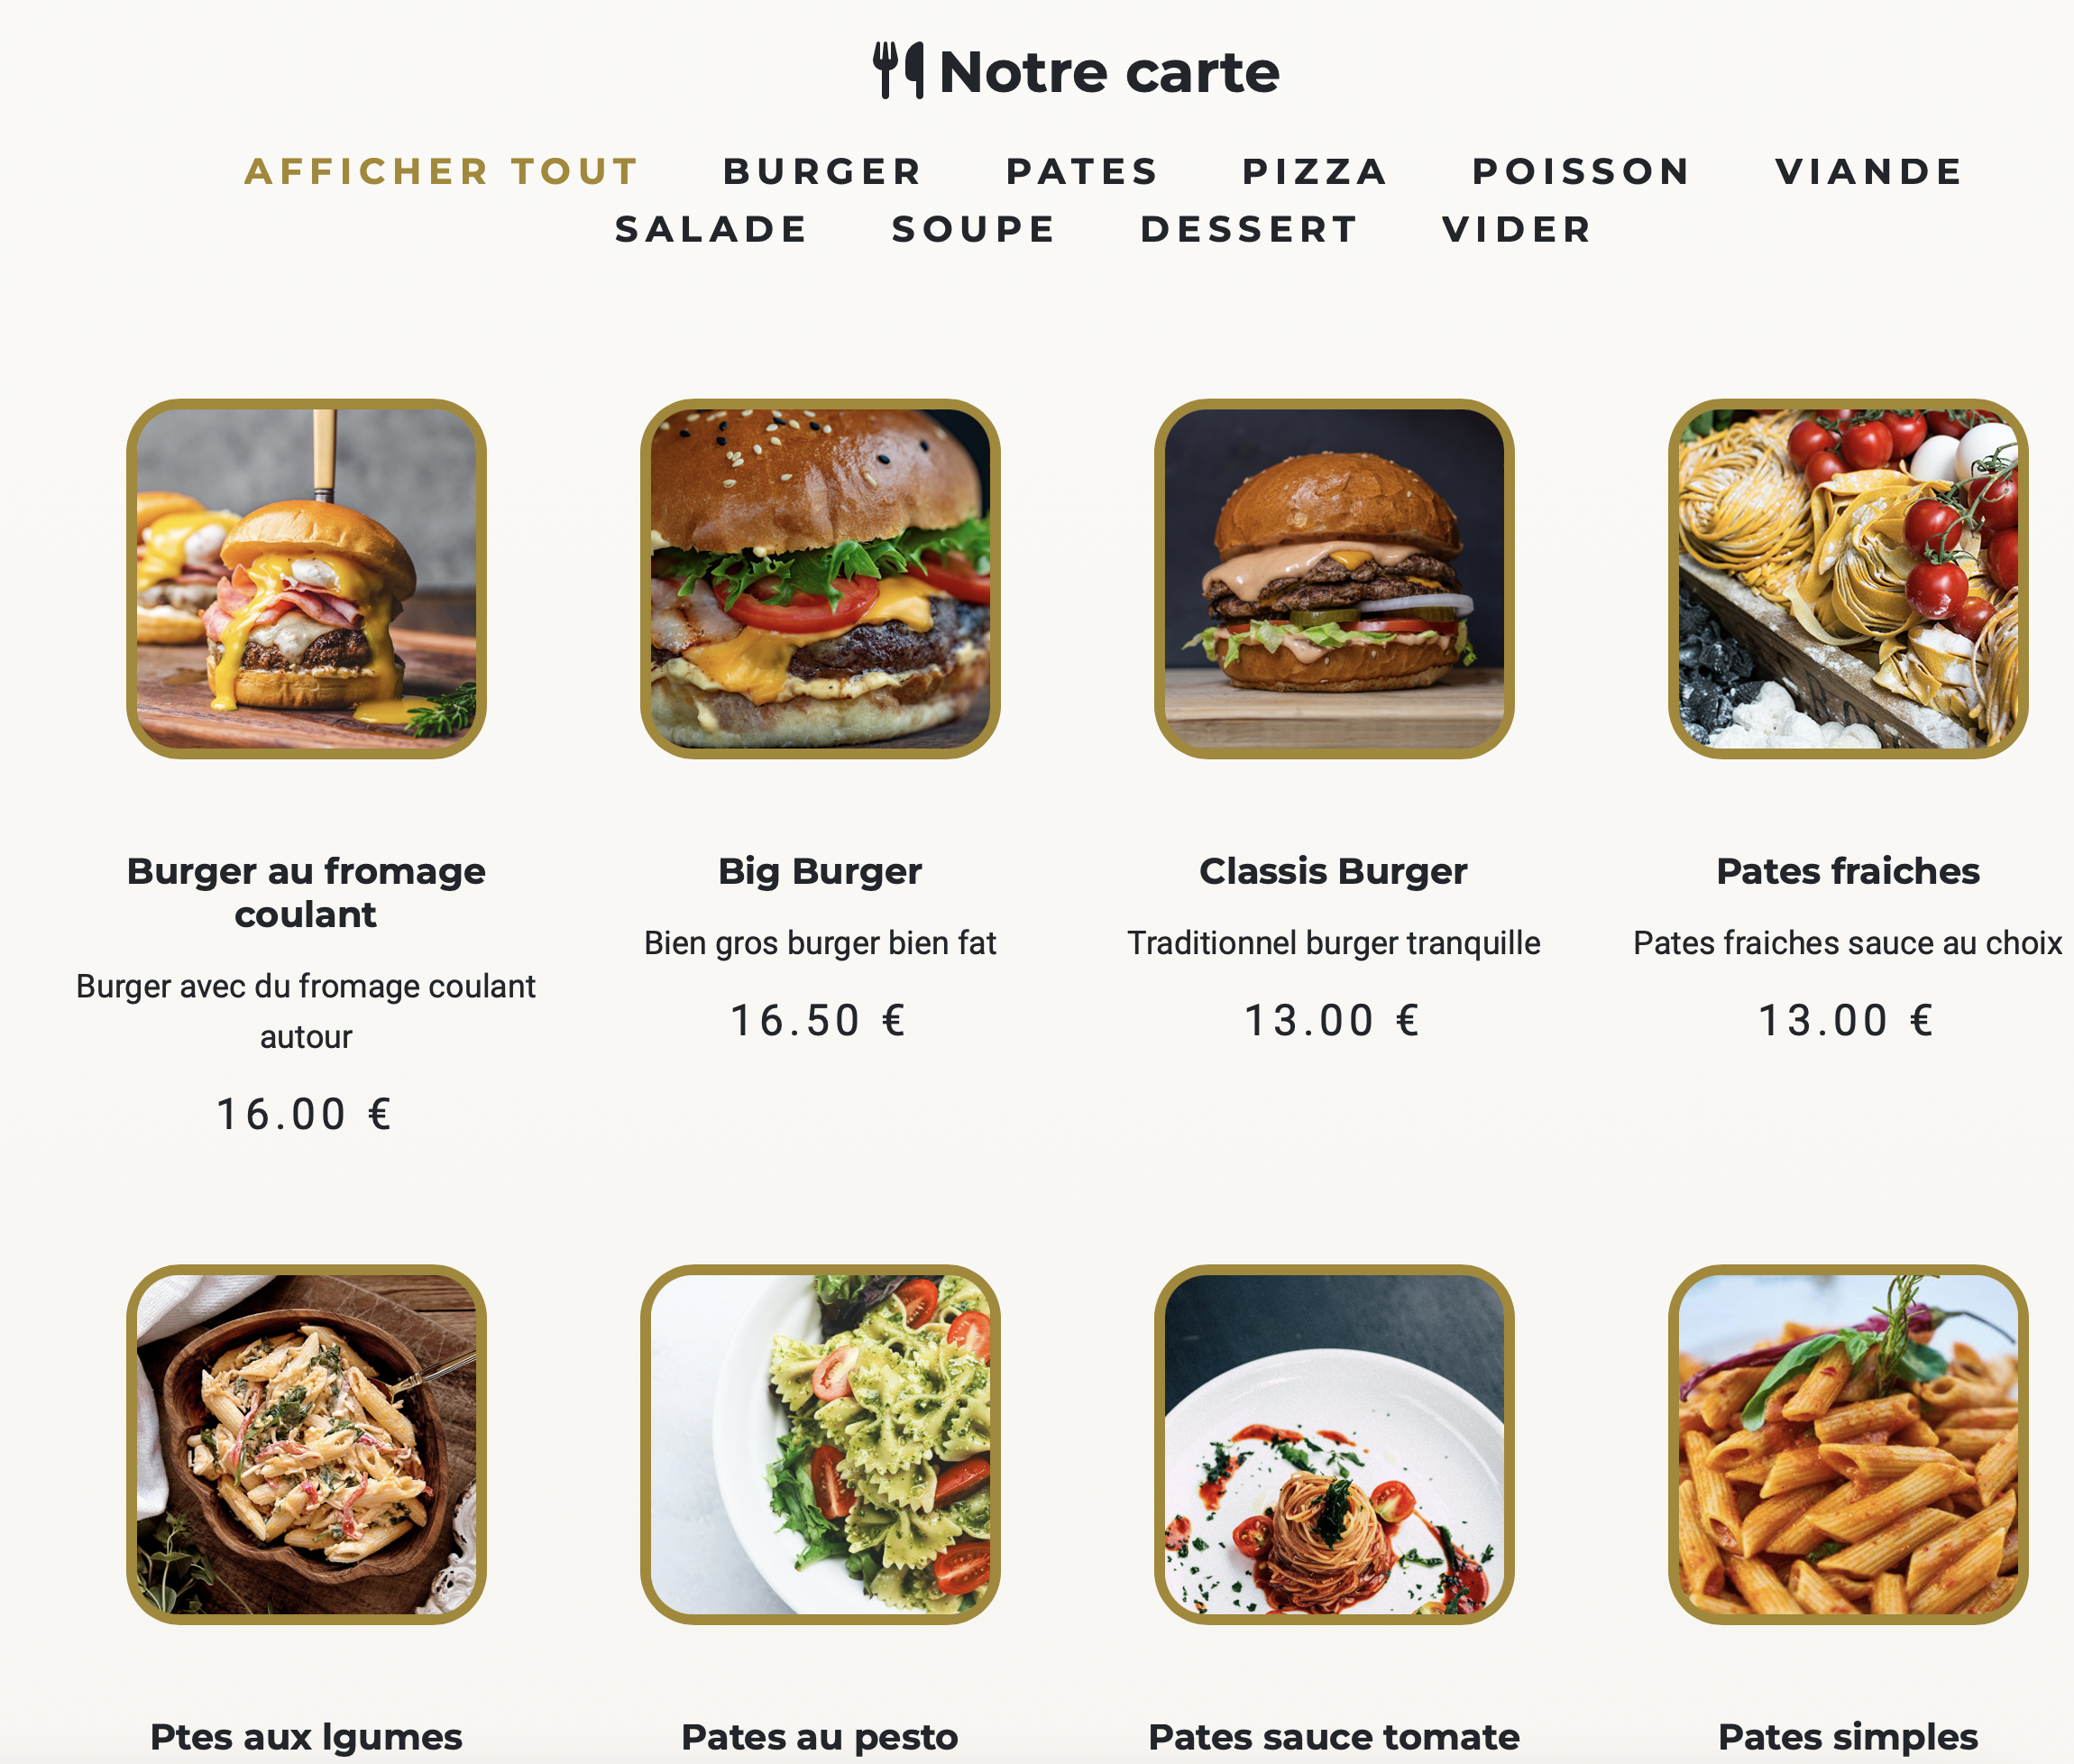 Notre carte
AFFICHER TOUT BURGER PATES PIZZA POISSON VIANDE
SALADE SOUPE DESSERT VIDER
Burger au fromage
coulant
Burger avec du fromage coulant
autour
16.00 €
Big Burger
Bien gros burger bien fat
16.50 €
Classis Burger
Traditionnel burger tranquille
13.00 €
Pates fraiches
Pates fraiches sauce au choix
13.00 €
Ptes aux lgumes
Pates au pesto
Pates sauce tomate
Pates simples